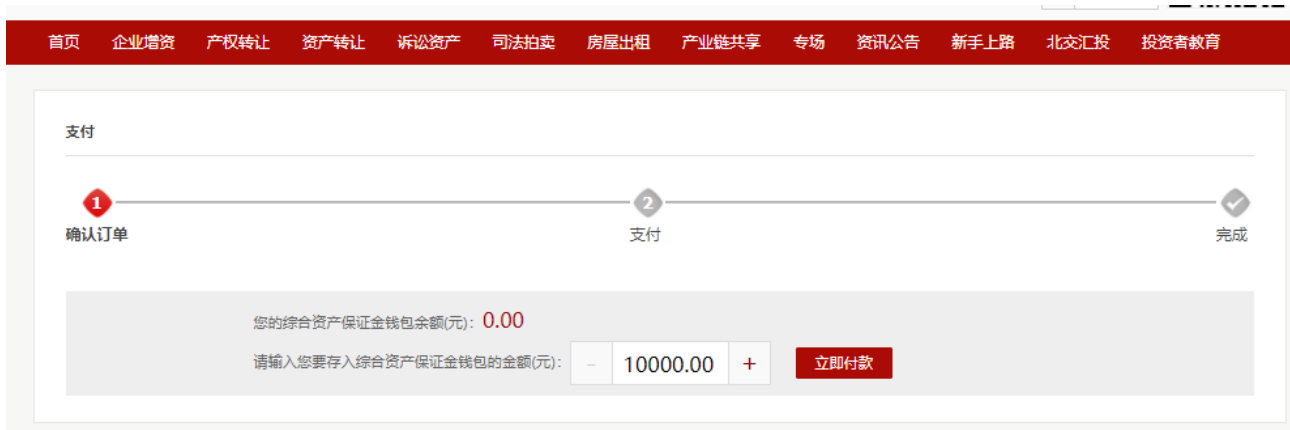 首页 企业增资 产权转让 资产转让 诉讼资产 司法拍卖 房屋出租 产业链共享 专场 资讯公告 新手上路 北交汇投 投资者教育
支付
1 2
确认订单 支付 完成
您的综合资产保证金钱包余额(元): 0.00
请输入您要存入综合资产保证金钱包的金额(元): - 10000.00 + 立即付款